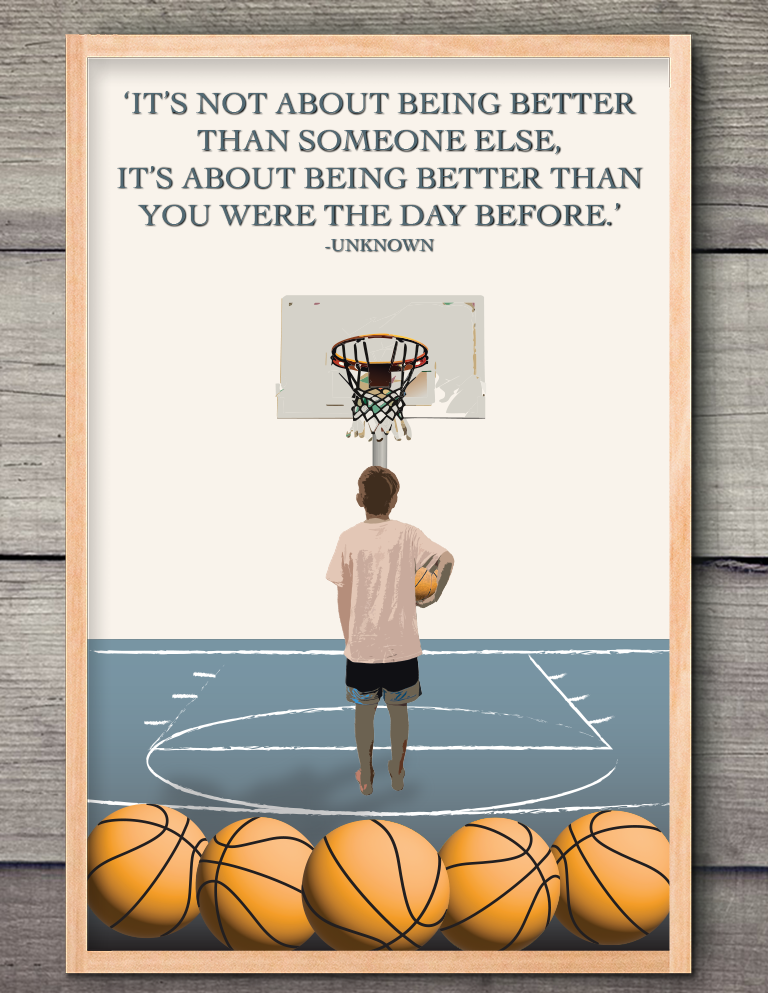 ‘IT’S NOT ABOUT BEING BETTER
THAN SOMEONE ELSE,
IT’S ABOUT BEING BETTER THAN
YOU WERE THE DAY BEFORE.’
-UNKNOWN